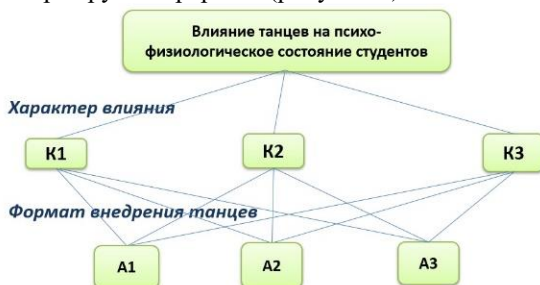 Влияние танцев на психо-
физиологическое состояние студентов
Характер влияния
К1 К2 К3
Формат внедрения танцев
А1 А2 А3